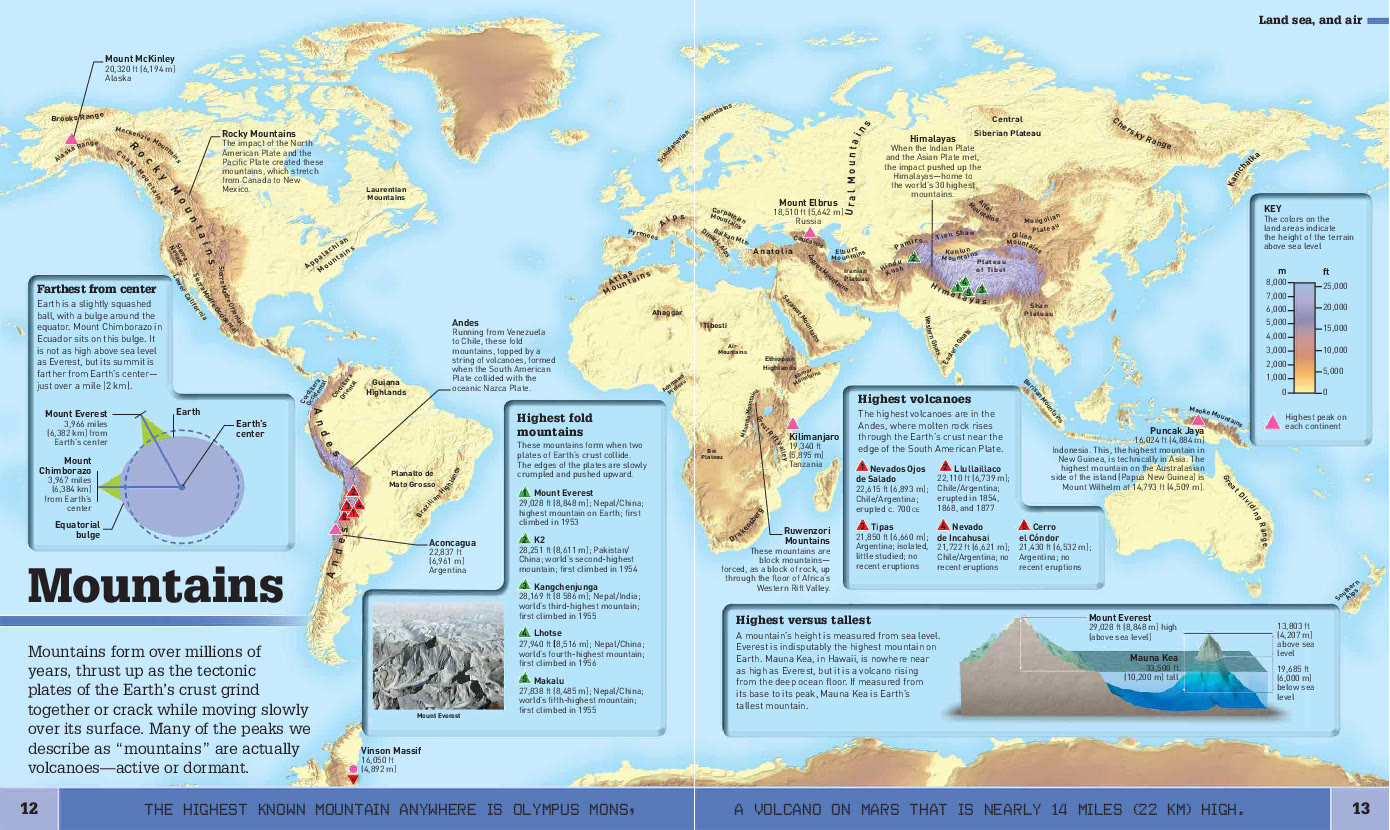 Land sea, and air
Mount McKinley
20,320 ft (6,194 m)
Alaska
Brooks Range
Alaska Range
Mackenzie Mountains
Coast Mountains
Rocky Mountains
Rocky Mountains
The impact of the North
American Plate and the
Pacific Plate created these
mountains, which stretch
from Canada to New
Mexico.
Laurentian
Mountains
Appalachian
Mountains
Lower California
Farthest from center
Earth is a slightly squashed
ball, with a bulge around the
equator. Mount Chimborazo in
Ecuador sits on this bulge. It
is not as high above sea level
as Everest, but its summit is
farther from Earth's center—
just over a mile (2 km).
Mount Everest
3,966 miles
(6,382 km) from
Earth's center
Earth
Earth's
center
Mount
Chimborazo
3,967 miles
(6,384 km)
from Earth's
center
Equatorial
bulge
Mountains
Mountains form over millions of
years, thrust up as the tectonic
plates of the Earth's crust grind
together or crack while moving slowly
over its surface. Many of the peaks we
describe as “mountains” are actually
volcanoes—active or dormant.
Andes
Running from Venezuela
to Chile, these fold
mountains, topped by a
string of volcanoes, formed
when the South American
Plate collided with the
oceanic Nazca Plate.
Cordillera
Occidental
Cordillera
Oriente
Guiana
Highlands
Andes
Planalto de
Mato Grosso
Brazilian Highlands
Andes
Aconcagua
22,837 ft
(6,961 m)
Argentina
Highest fold
mountains
These mountains form when two
plates of Earth's crust collide.
The edges of the plates are slowly
crumpled and pushed upward.
1 Mount Everest
29,028 ft (8,848 m); Nepal/China;
highest mountain on Earth; first
climbed in 1953
2 K2
28,251 ft (8,611 m); Pakistan/
China; world's second-highest
mountain; first climbed in 1954
3 Kangchenjunga
28,169 ft (8 586 m); Nepal/India;
world's third-highest mountain;
first climbed in 1955
4 Lhotse
27,940 ft (8,516 m); Nepal/China;
world's fourth-highest mountain;
first climbed in 1956
5 Makalu
27,838 ft (8,485 m); Nepal/China;
world's fifth-highest mountain;
first climbed in 1955
Mount Everest
Vinson Massif
16,050 ft
(4,892 m)
Scandinavian Mountains
Ural Mountains
Central
Siberian Plateau
Chersky Range
Kamchatka
Himalayas
When the Indian Plate
and the Asian Plate met,
the impact pushed up the
Himalayas—home to
the world's 30 highest
mountains.
Mount Elbrus
18,510 ft (5,642 m)
Russia
Pyrenees
Alps
Carpathian
Mountains
Balkan Mts.
Dinaric Alps
Caucasus
Anatolia
Elburz
Mountains
Zagros Mountains
Iranian
Plateau
Hindu
Kush
Pamirs
Tien Shan
Altai
Mountains
Mongolian
Plateau
Qilian
Mountains
Kunlun
Mountains
Plateau
of Tibet
Himalayas
Shan
Plateau
Western Ghats
Eastern Ghats
Barisan Mountains
Atlas
Mountains
Ahaggar
Tibesti
Air
Mountains
Ethiopian
Highlands
Adamawa
Plateau
Sarawat Mountains
Great Rift Valley
Kilimanjaro
19,340 ft
(5,895 m)
Tanzania
Bié
Plateau
Drakensberg
Ruwenzori
Mountains
These mountains are
block mountains—
forced, as a block of rock, up
through the floor of Africa's
Western Rift Valley.
Highest volcanoes
The highest volcanoes are in the
Andes, where molten rock rises
through the Earth's crust near the
edge of the South American Plate.
1 Nevados Ojos
de Salado
22,615 ft (6,893 m);
Chile/Argentina;
erupted c. 700 CE
2 Llullaillaco
22,110 ft (6,739 m);
Chile/Argentina;
erupted in 1854,
1868, and 1877
3 Tipas
21,850 ft (6,660 m);
Argentina; isolated,
little studied; no
recent eruptions
4 Nevado
de Incahusai
21,722 ft (6,621 m);
Chile/Argentina; no
recent eruptions
5 Cerro
el Cóndor
21,430 ft (6,532 m);
Argentina; no
recent eruptions
Maoke Mountains
Puncak Jaya
16,024 ft (4,884 m)
Indonesia. This, the highest mountain in
New Guinea, is technically in Asia. The
highest mountain on the Australasian
side of the island (Papua New Guinea) is
Mount Wilhelm at 14,793 ft (4,509 m).
Great Dividing Range
Southern
Alps
KEY
The colors on the
land areas indicate
the height of the terrain
above sea level
m ft
8,000
7,000
6,000
5,000
4,000
3,000
2,000
1,000
25,000
20,000
15,000
10,000
5,000
0
Highest peak on
each continent
Highest versus tallest
A mountain's height is measured from sea level.
Everest is indisputably the highest mountain on
Earth. Mauna Kea, in Hawaii, is nowhere near
as high as Everest, but it is a volcano rising
from the deep ocean floor. If measured from
its base to its peak, Mauna Kea is Earth's
tallest mountain.
Mount Everest
29,028 ft (8,848 m) high
(above sea level)
Mauna Kea
33,500 ft
(10,200 m) tall
13,803 ft
(4,207 m)
above sea
level
19,685 ft
(6,000 m)
below sea
level
12
THE HIGHEST KNOWN MOUNTAIN ANYWHERE IS OLYMPUS MONS,
A VOLCANO ON MARS THAT IS NEARLY 14 MILES (22 KM) HIGH.
13